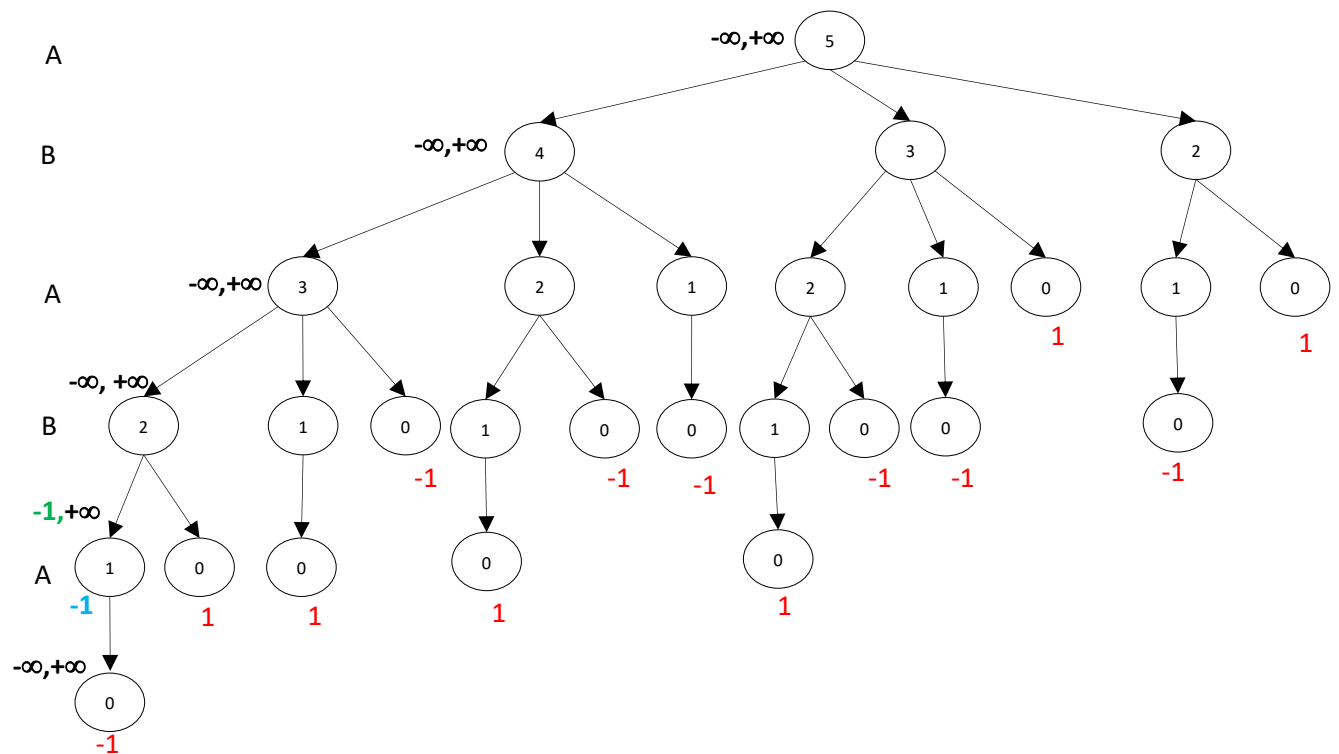 A
-∞,+∞ 5
B
-∞,+∞ 4 3 2
A
-∞,+∞ 3 2 1 2 1 0 1 0
1 1
-∞, +∞
B
2 1 0 1 0 0 1 0 0 0
-1 -1 -1 -1 -1 -1
-1,+∞
A
1 0 0 0 0
-1 1 1 1 1
-∞,+∞
0
-1